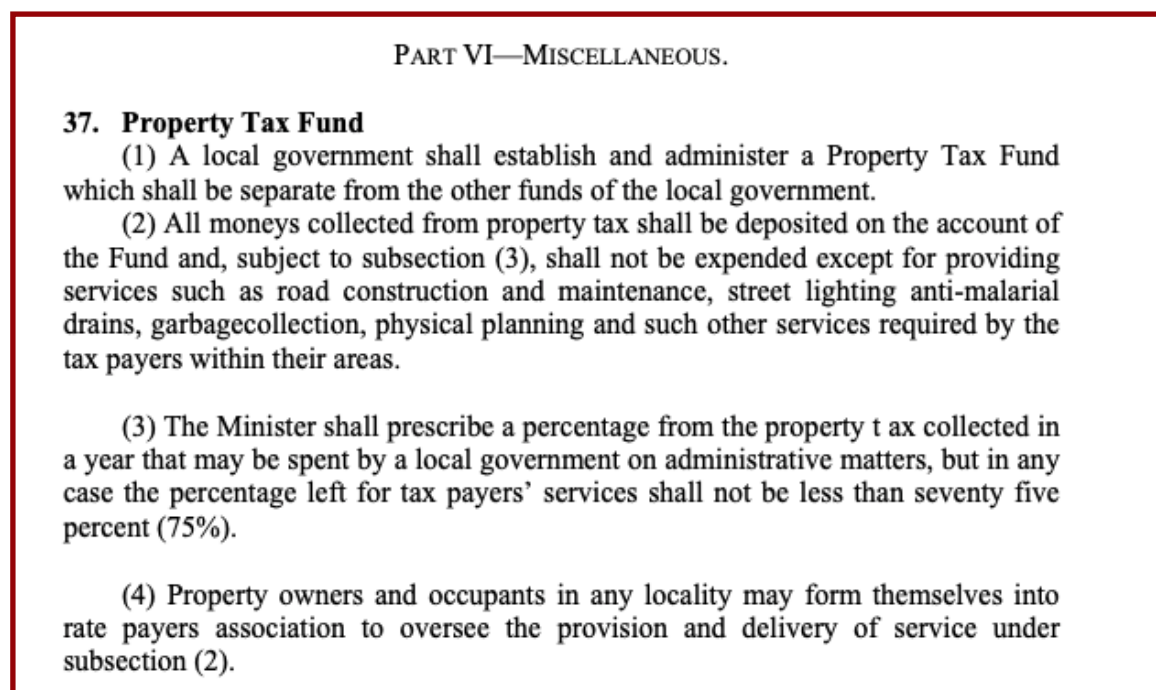 PART VI—MISCELLANEOUS.
37. Property Tax Fund
(1) A local government shall establish and administer a Property Tax Fund
which shall be separate from the other funds of the local government.
(2) All moneys collected from property tax shall be deposited on the account of
the Fund and, subject to subsection (3), shall not be expended except for providing
services such as road construction and maintenance, street lighting anti-malarial
drains, garbagecollection, physical planning and such other services required by the
tax payers within their areas.
(3) The Minister shall prescribe a percentage from the property t ax collected in
a year that may be spent by a local government on administrative matters, but in any
case the percentage left for tax payers’ services shall not be less than seventy five
percent (75%).
(4) Property owners and occupants in any locality may form themselves into
rate payers association to oversee the provision and delivery of service under
subsection (2).